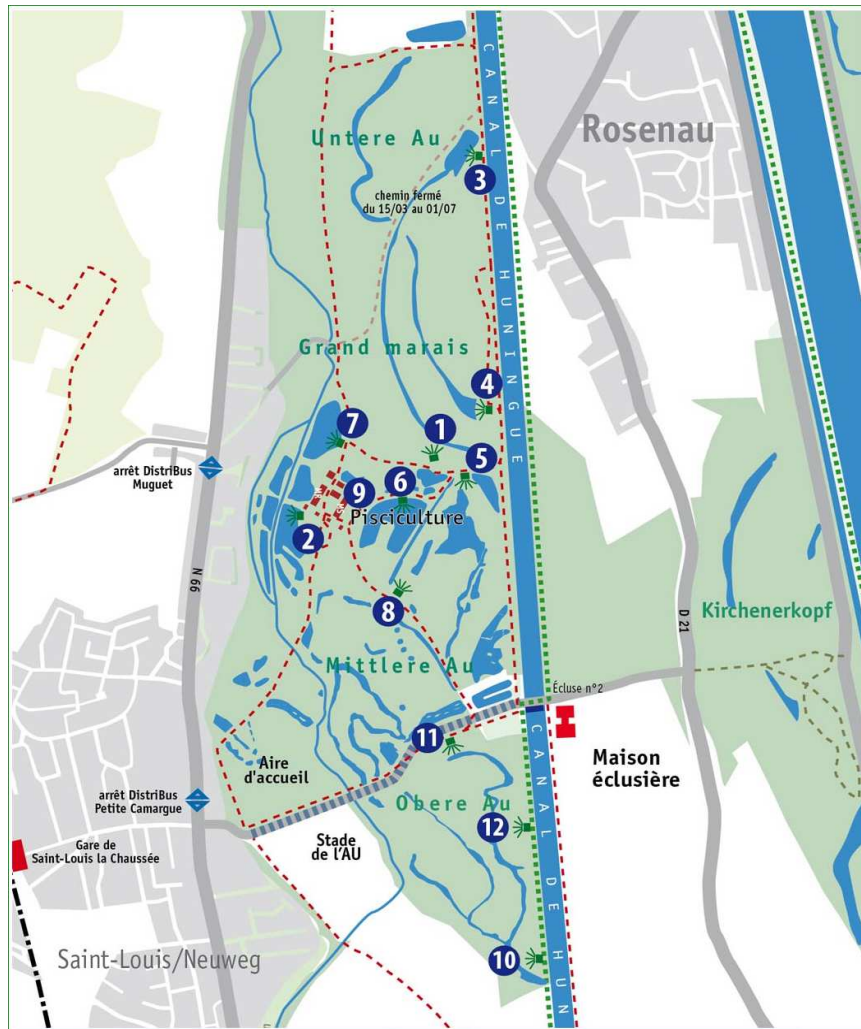 CANAL DE HUNINGUE
Untere Au
Rosenau
3
chemin fermé
du 15/03 au 01/07
Grand marais
4
7
1
5
arrêt DistriBus
Muguet
6
9
Pisciculture
2
N 66
8
D 21
Kirchenerkopf
Mittlere Au
Écluse n°2
11
Maison
éclusière
Aire
d'accueil
arrêt DistriBus
Petite Camargue
Obere Au
12
Gare de
Saint-Louis la Chaussée
Stade
de l'AU
CANAL DE HUN
Saint-Louis/Neuweg
10